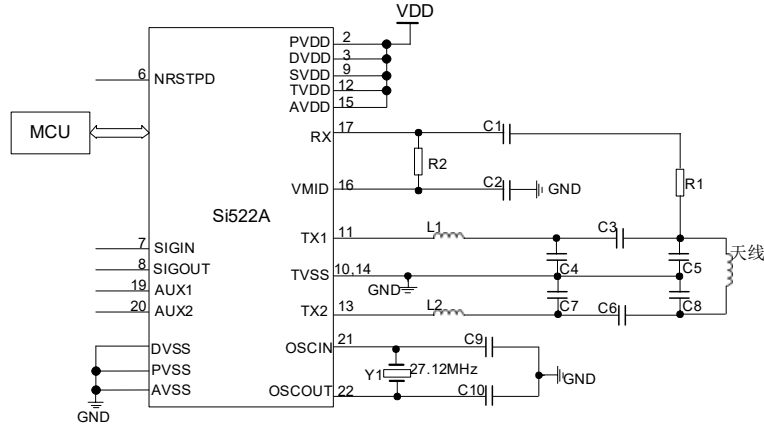 VDD
PVDD 2
DVDD 3
SVDD 9
TVDD 12
AVDD 15
6 NRSTPD
MCU
RX 17
C1
R2
VMID 16
C2
GND
R1
Si522A
TX1 11
L1
C3
7 SIGIN
8 SIGOUT
19 AUX1
20 AUX2
TVSS 10,14
GND
C4
C5
天线
TX2 13
L2
C7
C6
C8
DVSS
PVSS
AVSS
GND
OSCIN 21
C9
Y1 27.12MHz
GND
OSCOUT 22
C10